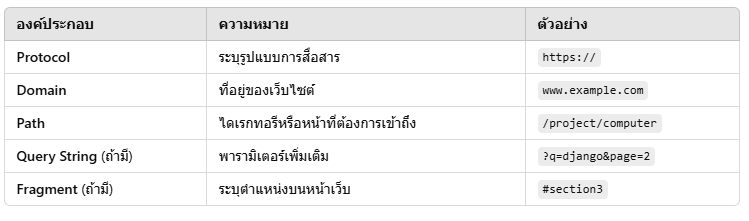 องค์ประกอบ ความหมาย ตัวอย่าง
Protocol ระบุรูปแบบการสื่อสาร https://
Domain ที่อยู่ของเว็บไซต์ www.example.com
Path ไดเรกทอรีหรือหน้าที่ต้องการเข้าถึง /project/computer
Query String (ถ้ามี) พารามิเตอร์เพิ่มเติม ?q=django&page=2
Fragment (ถ้ามี) ระบุตำแหน่งบนหน้าเว็บ #section3